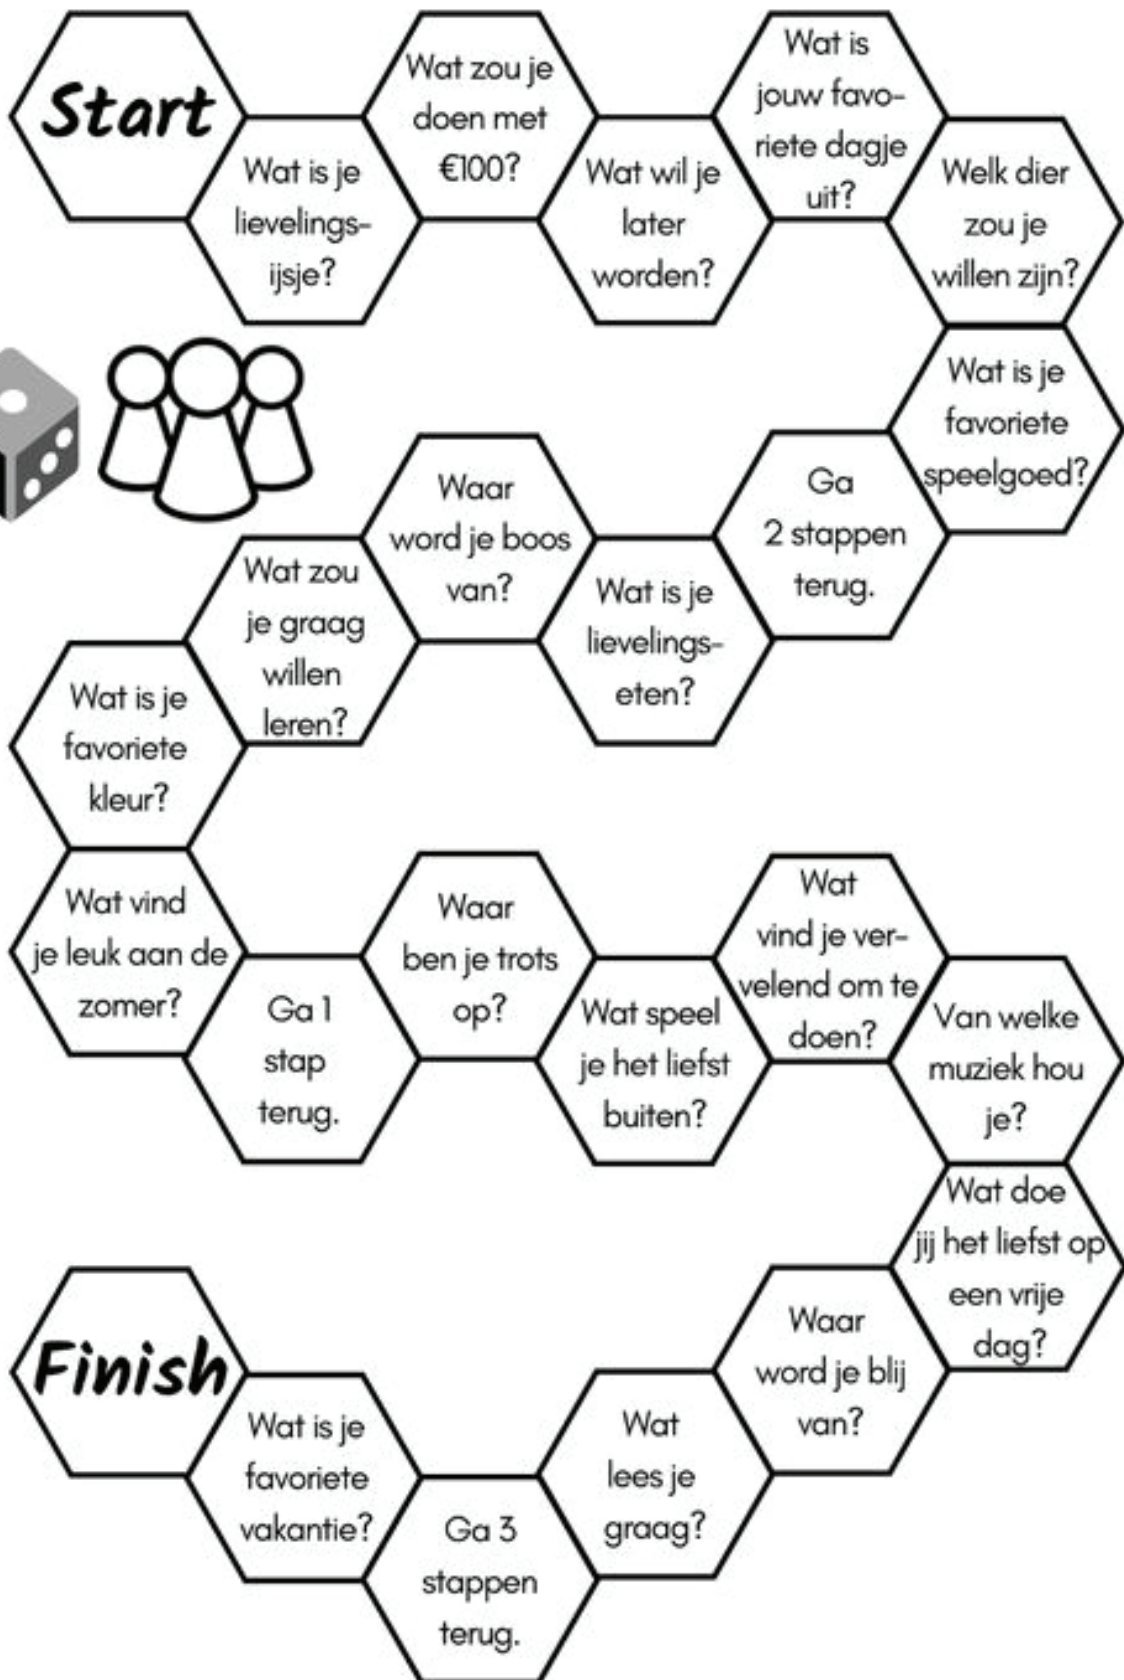 Start
Wat is je
lievelings-
ijsje?
Wat zou je
doen met
€100?
Wat wil je
later
worden?
Wat is
jouw favo-
riete dagje
uit?
Welk dier
zou je
willen zijn?
Wat is je
favoriete
speelgoed?
Ga
2 stappen
terug.
Wat is je
lievelings-
eten?
Waar
word je boos
van?
Wat zou
je graag
willen
leren?
Wat is je
favoriete
kleur?
Wat vind
je leuk aan de
zomer?
Ga 1
stap
terug.
Waar
ben je trots
op?
Wat speel
je het liefst
buiten?
Wat
vind je ver-
velend om te
doen?
Van welke
muziek hou
je?
Wat doe
jij het liefst op
een vrije
dag?
Waar
word je blij
van?
Wat
lees je
graag?
Ga 3
stappen
terug.
Wat is je
favoriete
vakantie?
Finish